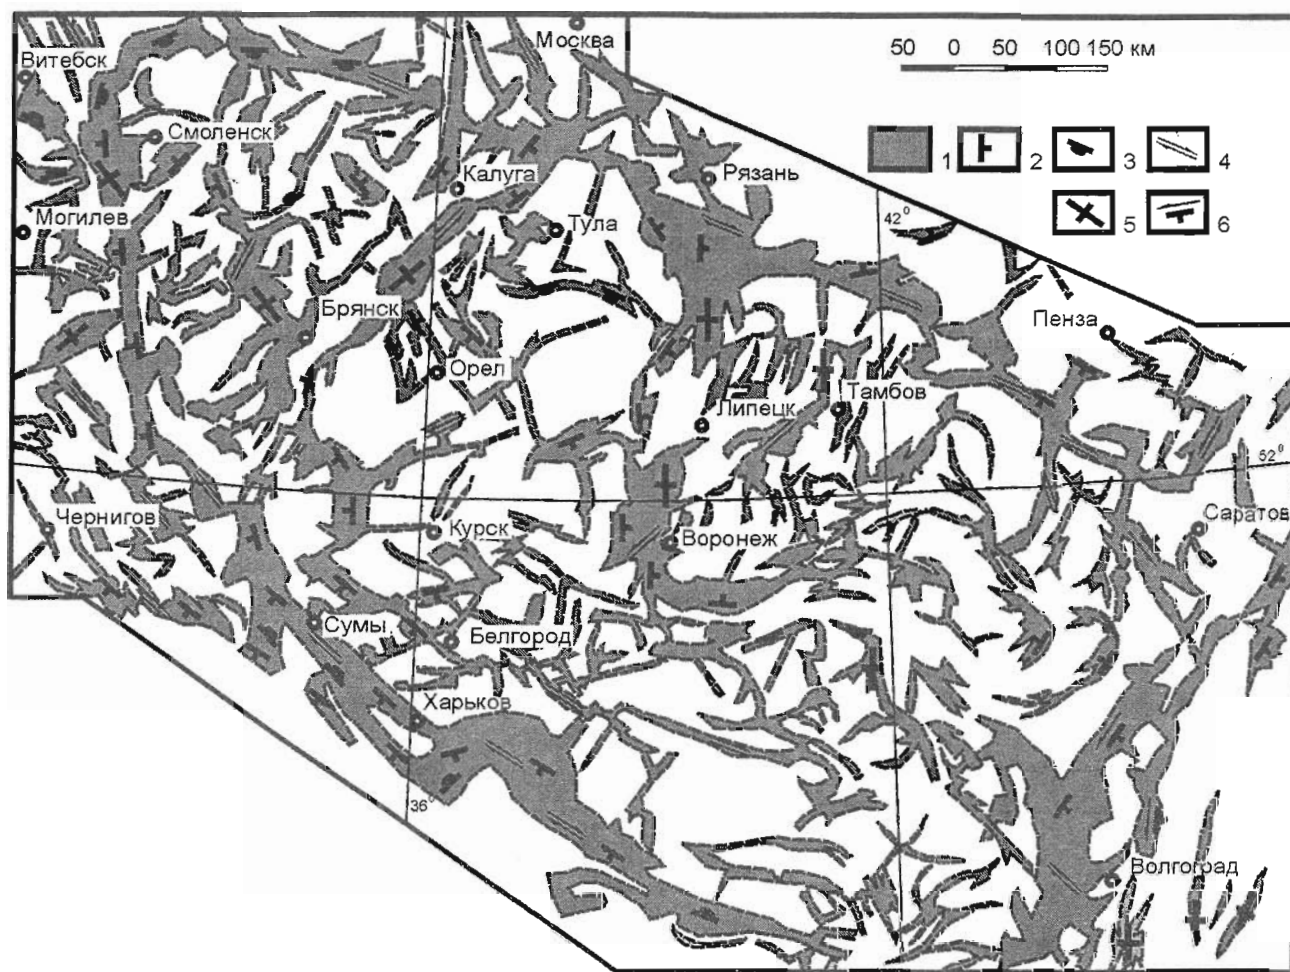 Москва
50 0 50 100 150 км
Витебск
Смоленск
1 2 3 4
Калуга
Рязань
Могилев
Тула
42°
5 6
Брянск
Пенза
Орел
Тамбов
Липецк
52°
Чернигов
Курск
Воронеж
Саратов
Сумы
Белгород
Харьков
36°
Волгоград